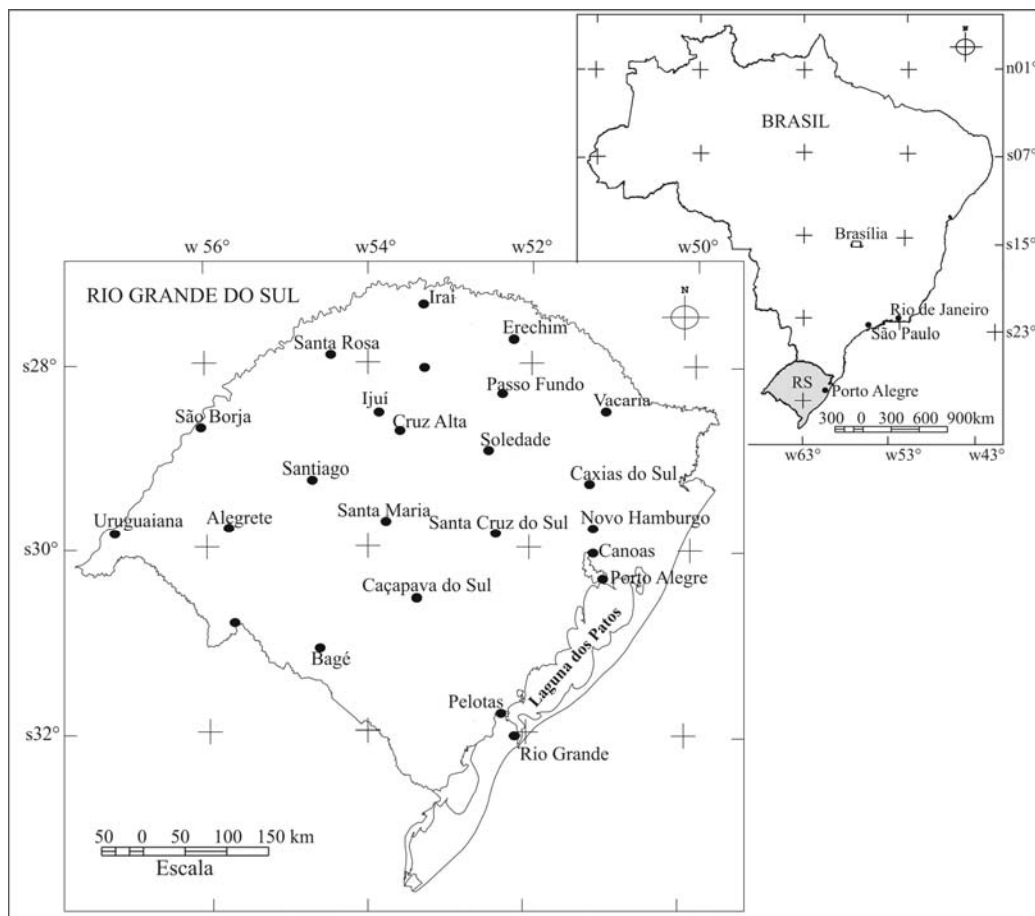 N
n01°
BRASIL
s07°
Brasília
s15°
Rio de Janeiro
São Paulo
s23°
RS
Porto Alegre
300 0 300 600 900km
w63° w53° w43°
w 56° w 54° w 52° w 50°
RIO GRANDE DO SUL
N
Irai
Erechim
Santa Rosa
s28°
Passo Fundo
Ijuí
Vacaria
São Borja
Cruz Alta
Soledade
Santiago
Caxias do Sul
Santa Maria
Uruguaiana
Alegrete
Santa Cruz do Sul
Novo Hamburgo
s30°
Canoas
Porto Alegre
Caçapava do Sul
Laguna dos Patos
Bagé
Pelotas
s32°
Rio Grande
50 0 50 100 150 km
Escala